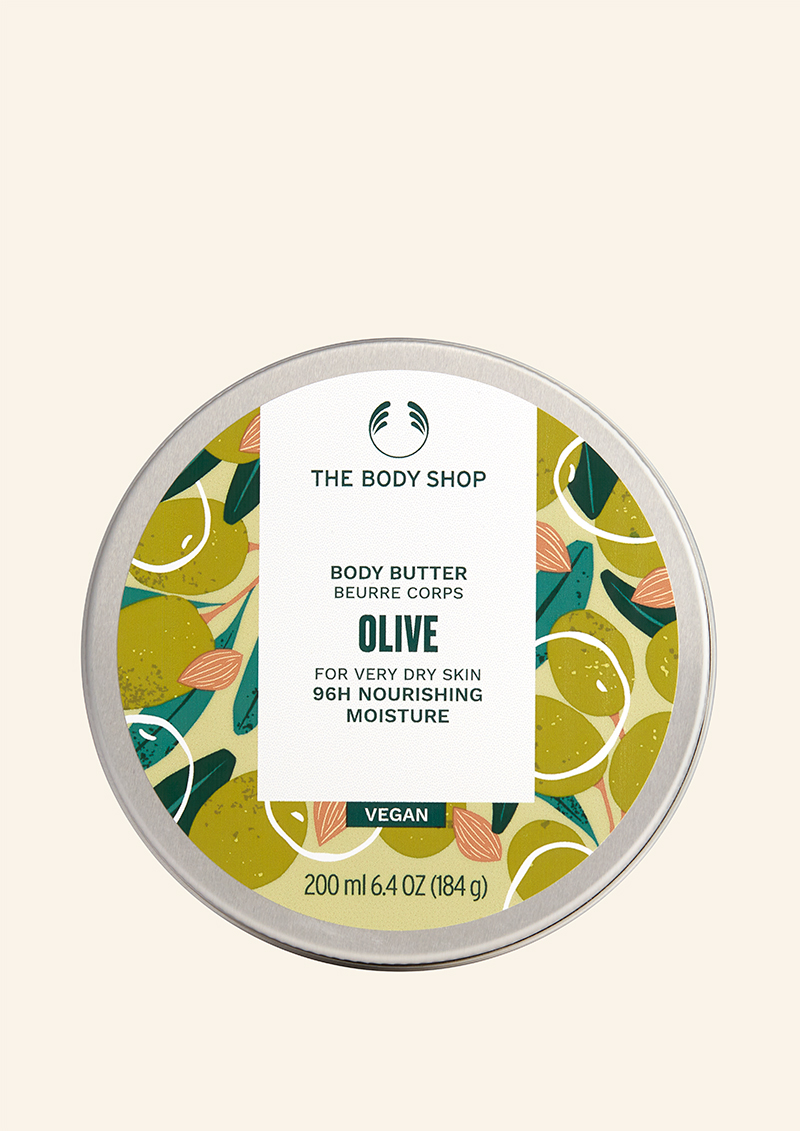 THE BODY SHOP
BODY BUTTER
BEURRE CORPS
OLIVE
FOR VERY DRY SKIN
96H NOURISHING
MOISTURE
VEGAN
200 ml 6.4 OZ (184 g)